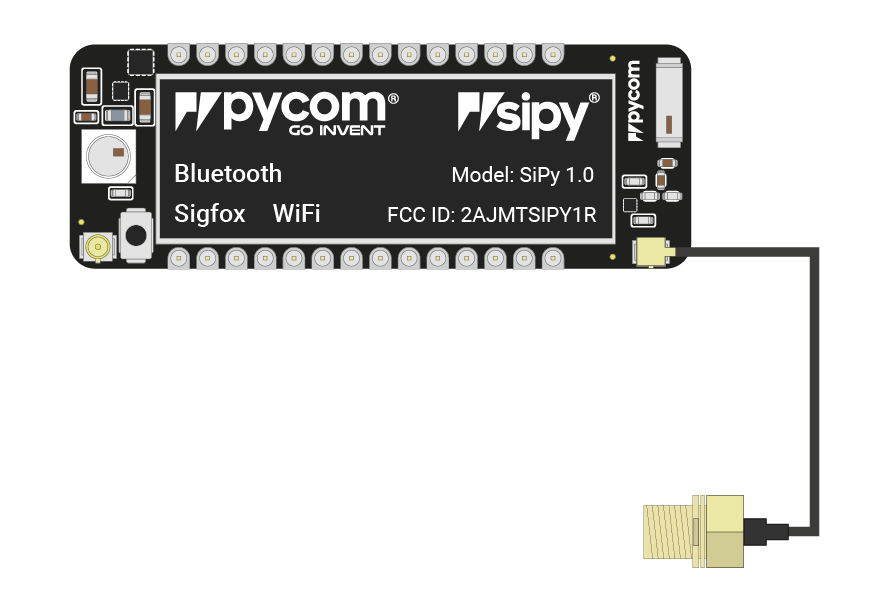 pycom®
GO INVENT
sipy®
Bluetooth
Model: SiPy 1.0
Sigfox WiFi
FCC ID: 2AJMTSIPY1R
pycom